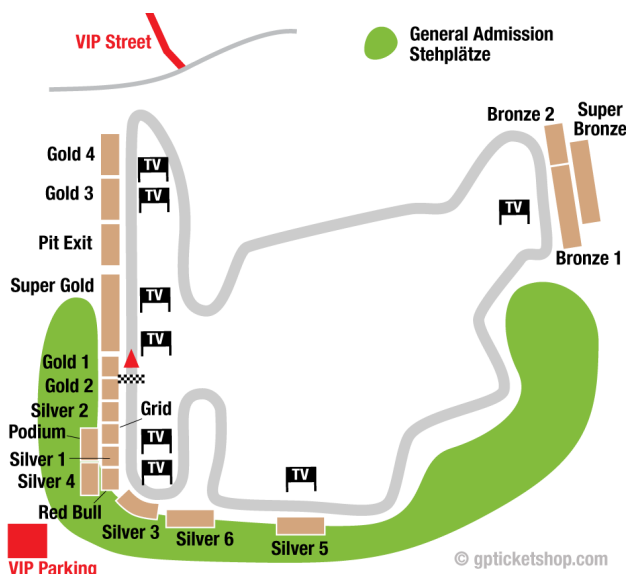 VIP Street
General Admission
Stehplätze
Bronze 2
Super
Bronze
Gold 4
TV
Gold 3
TV
TV
Pit Exit
Bronze 1
Super Gold
TV
TV
Gold 1
Gold 2
Silver 2
Grid
Podium
TV
Silver 1
TV
TV
Silver 4
Red Bull
Silver 3
Silver 6
Silver 5
VIP Parking
© gpticketshop.com